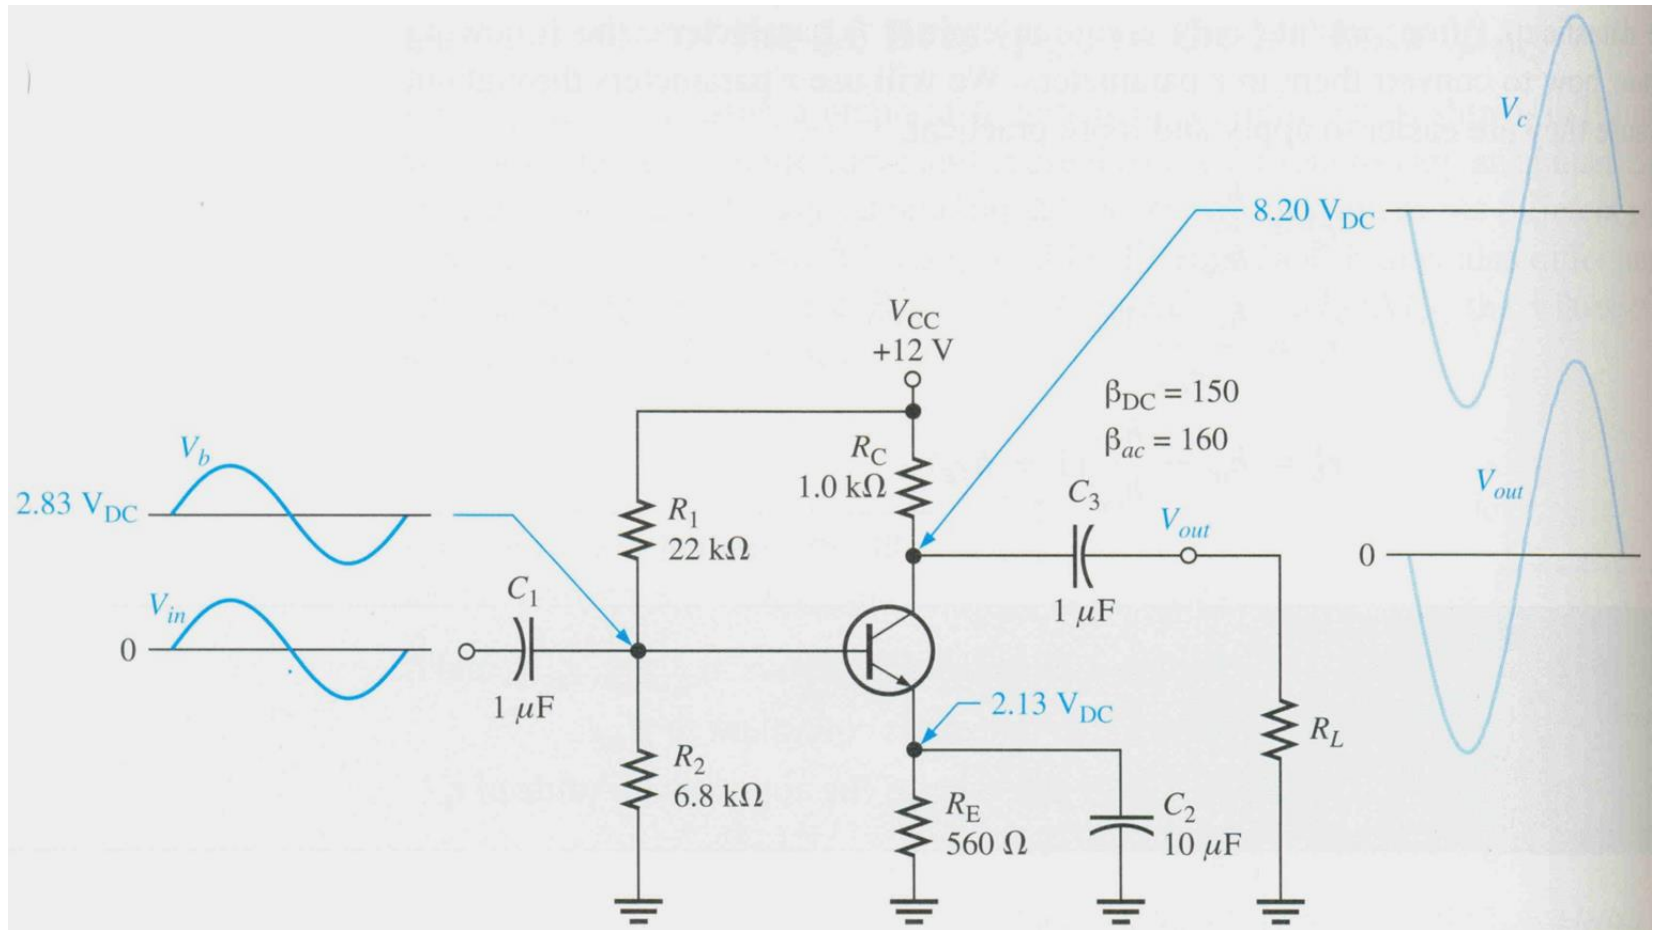 V_c
8.20 V_DC
V_CC
+12 V
β_DC = 150
β_ac = 160
R_C
1.0 kΩ
V_b
2.83 V_DC
R_1
22 kΩ
C_3
1 μF
V_out
V_out
0
C_1
1 μF
V_in
0
2.13 V_DC
R_2
6.8 kΩ
R_E
560 Ω
C_2
10 μF
R_L